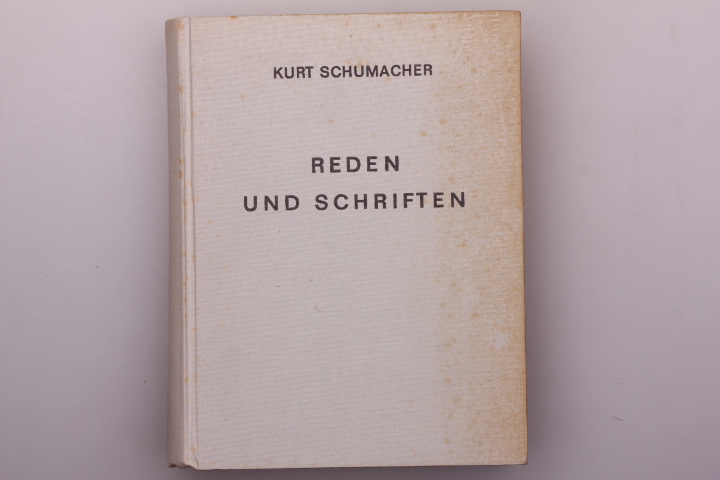 KURT SCHUMACHER
REDEN
UND SCHRIFTEN